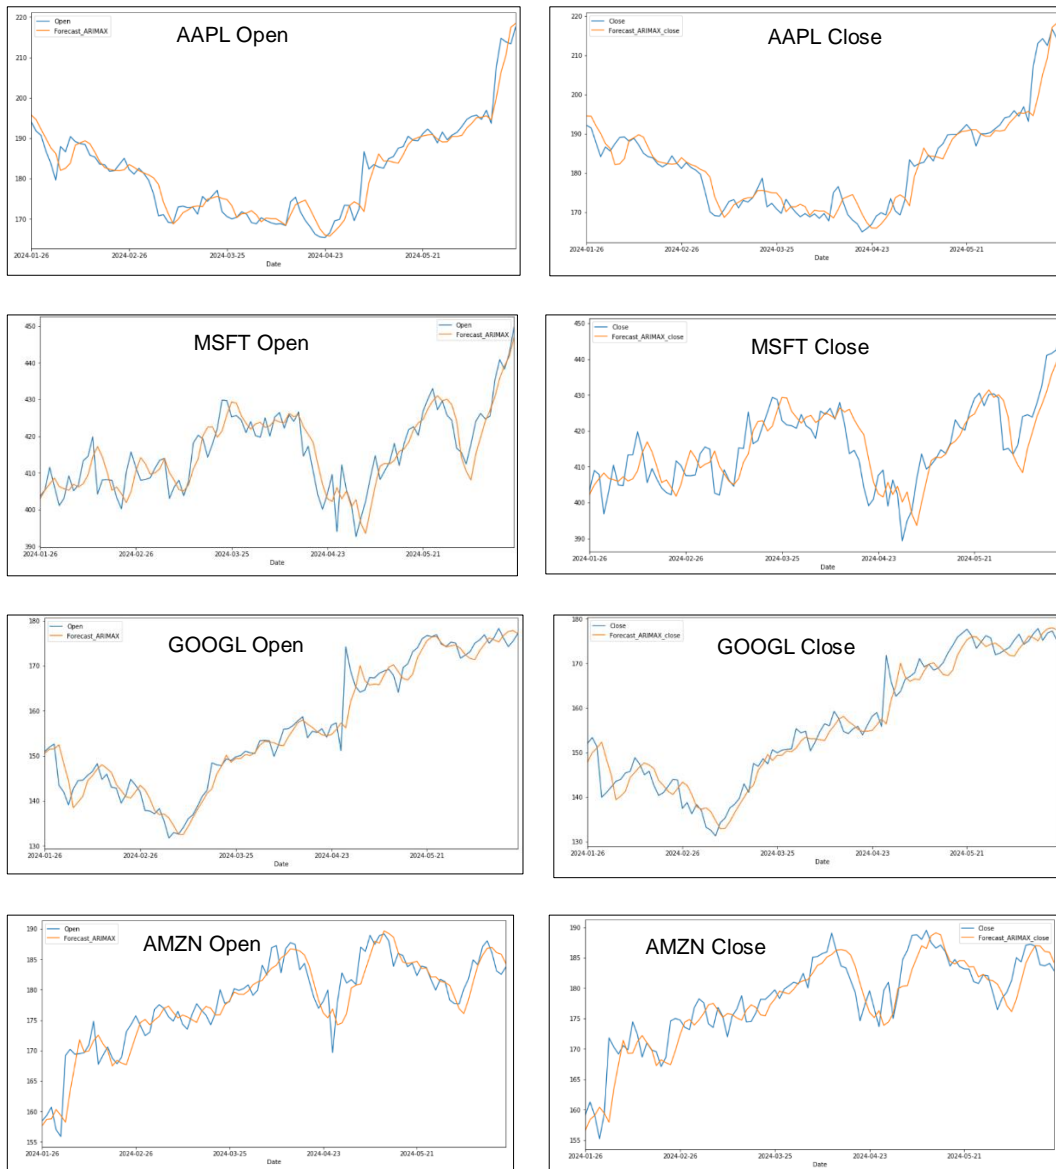 AAPL Open
Open
Forecast_ARIMAX
220
210
200
190
180
170
2024-01-26
2024-02-26
2024-03-25
2024-04-23
2024-05-21
Date
AAPL Close
Close
Forecast_ARIMAX_close
220
210
200
190
180
170
2024-01-26
2024-02-26
2024-03-25
2024-04-23
2024-05-21
Date
MSFT Open
Open
Forecast_ARIMAX
450
440
430
420
410
400
390
2024-01-26
2024-02-26
2024-03-25
2024-04-23
2024-05-21
Date
MSFT Close
Close
Forecast_ARIMAX_close
450
440
430
420
410
400
390
2024-01-26
2024-02-26
2024-03-25
2024-04-23
2024-05-21
Date
GOOGL Open
Open
Forecast_ARIMAX
180
170
160
150
140
130
2024-01-26
2024-02-26
2024-03-25
2024-04-23
2024-05-21
Date
GOOGL Close
Close
Forecast_ARIMAX_close
180
170
160
150
140
130
2024-01-26
2024-02-26
2024-03-25
2024-04-23
2024-05-21
Date
AMZN Open
Open
Forecast_ARIMAX
190
185
180
175
170
165
160
155
2024-01-26
2024-02-26
2024-03-25
2024-04-23
2024-05-21
Date
AMZN Close
Close
Forecast_ARIMAX_close
190
185
180
175
170
165
160
155
2024-01-26
2024-02-26
2024-03-25
2024-04-23
2024-05-21
Date